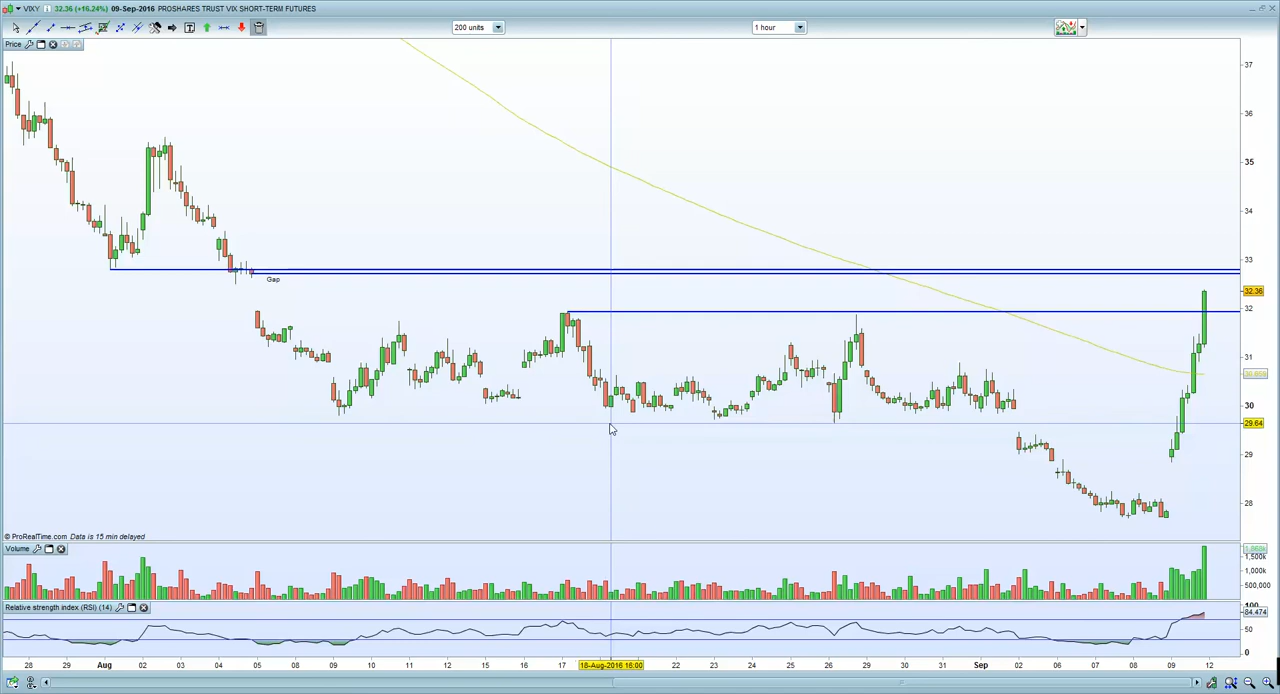 VIXY 32.36 (+16.24%) 09-Sep-2016 PROSHARES TRUST VIX SHORT-TERM FUTURES
200 units 1 hour
Price
37
36
35
34
33
Gap
32.36
32
31
30
29.64
29
28
© ProRealTime.com Data is 15 min delayed
Volume
1,500k
1,000k
500,000
Relative strength index (RSI) (14)
100
84.474
50
0
28 29 Aug 02 03 04 05 08 09 10 11 12 15 16 17 18-Aug-2016 16:00 22 23 24 25 26 29 30 31 Sep 02 06 07 08 09 12